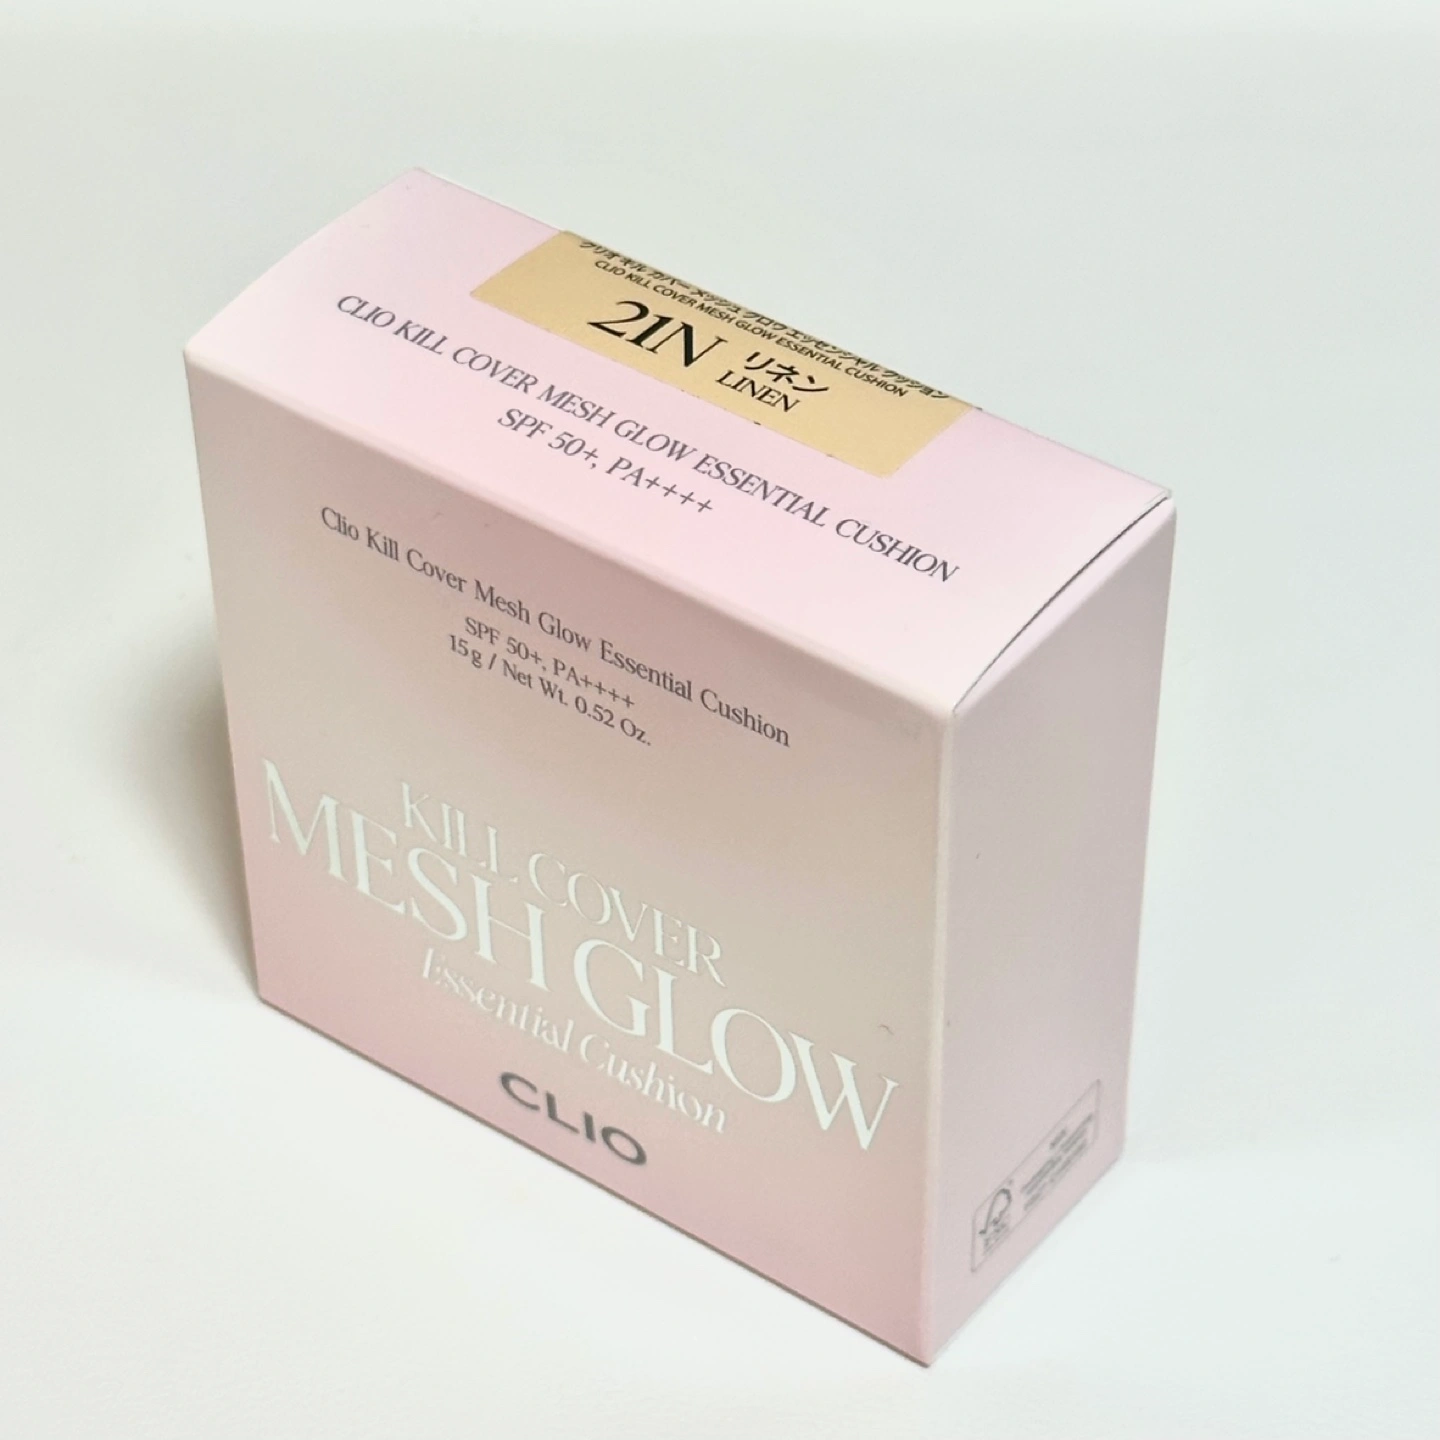 クリオ キル カバー メッシュ グロウ エッセンシャル クッション
CLIO KILL COVER MESH GLOW ESSENTIAL CUSHION
21N リネン
LINEN
CLIO KILL COVER MESH GLOW ESSENTIAL CUSHION
SPF 50+, PA++++
Clio Kill Cover Mesh Glow Essential Cushion
SPF 50+, PA++++
15 g / Net Wt. 0.52 Oz.
KILL COVER
MESH GLOW
Essential Cushion
CLIO